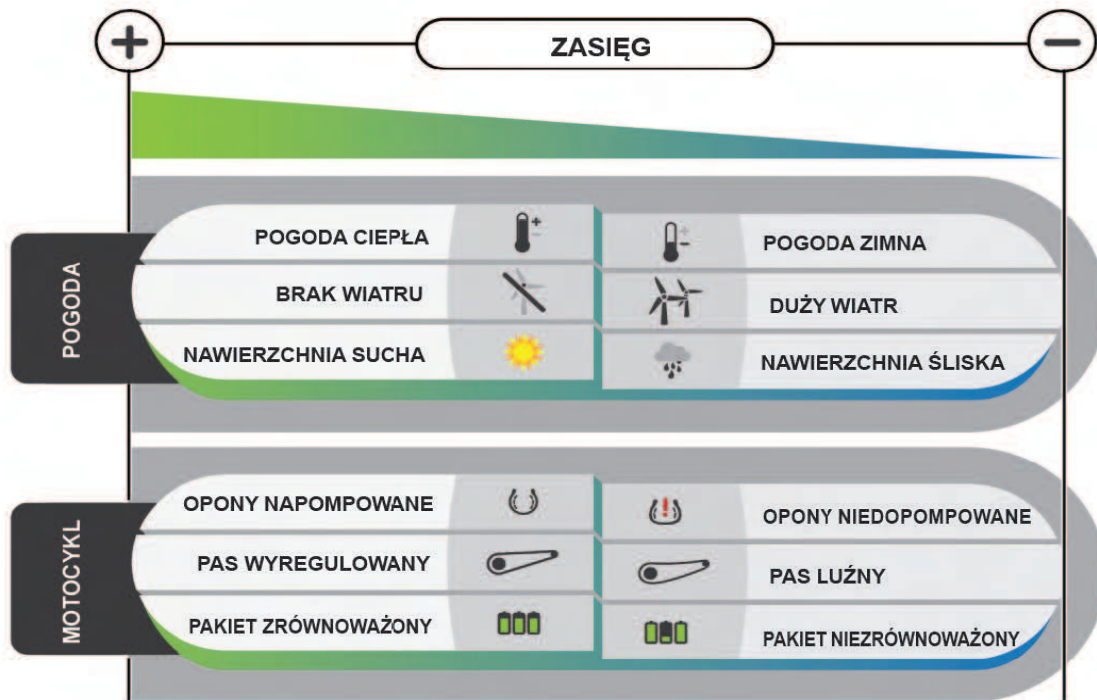 ZASIĘG
POGODA
POGODA CIEPŁA
POGODA ZIMNA
BRAK WIATRU
DUŻY WIATR
NAWIERZCHNIA SUCHA
NAWIERZCHNIA ŚLISKA
MOTOCYKL
OPONY NAPOMPOWANE
OPONY NIEDOPOMPOWANE
PAS WYREGULOWANY
PAS LUŹNY
PAKIET ZRÓWNOWAŻONY
PAKIET NIEZRÓWNOWAŻONY